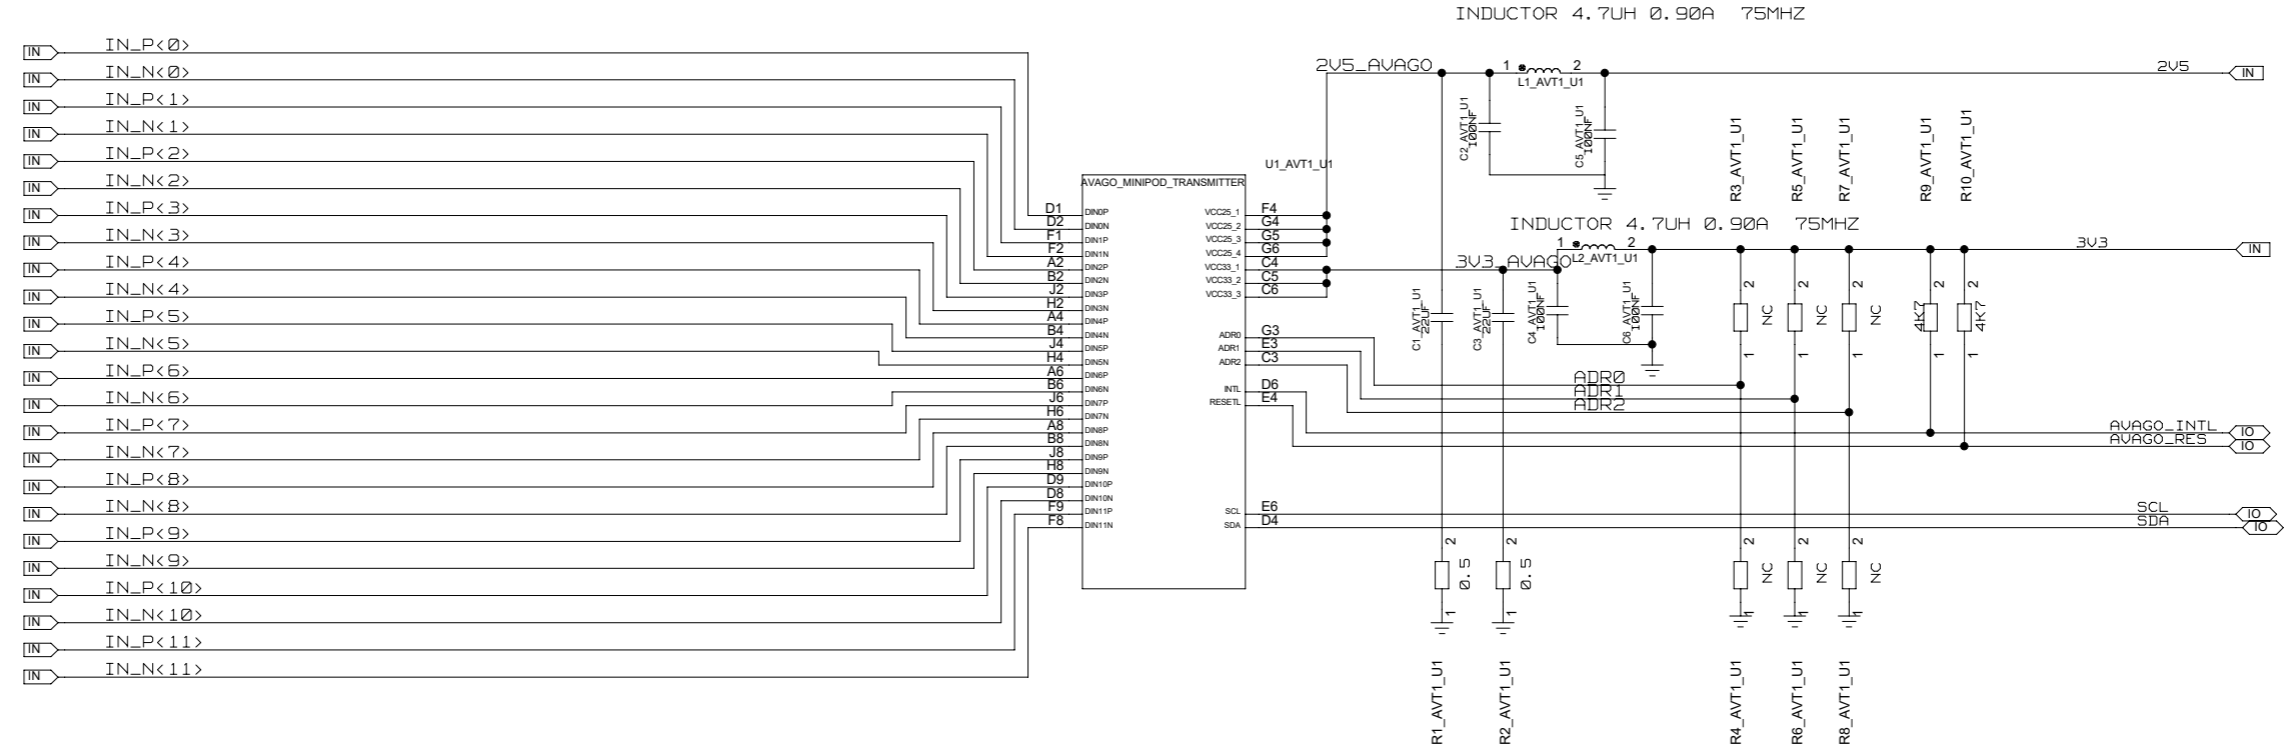 INDUCTOR 4.7UH 0.90A 75MHZ
IN IN_P<0>
IN IN_N<0>
IN IN_P<1>
IN IN_N<1>
IN IN_P<2>
IN IN_N<2>
IN IN_P<3>
IN IN_N<3>
IN IN_P<4>
IN IN_N<4>
IN IN_P<5>
IN IN_N<5>
IN IN_P<6>
IN IN_N<6>
IN IN_P<7>
IN IN_N<7>
IN IN_P<8>
IN IN_N<8>
IN IN_P<9>
IN IN_N<9>
IN IN_P<10>
IN IN_N<10>
IN IN_P<11>
IN IN_N<11>
U1_AVT1_U1
AVAGO_MINIPOD_TRANSMITTER
D1 DIN0P
D2 DIN0N
F1 DIN1P
F2 DIN1N
A2 DIN2P
B2 DIN2N
J2 DIN3P
H2 DIN3N
A4 DIN4P
B4 DIN4N
J4 DIN5P
H4 DIN5N
A6 DIN6P
B6 DIN6N
J6 DIN7P
H6 DIN7N
A8 DIN8P
B8 DIN8N
J8 DIN9P
H8 DIN9N
D9 DIN10P
D8 DIN10N
F9 DIN11P
F8 DIN11N
VCC25_1 F4
VCC25_2 G4
VCC25_3 G5
VCC25_4 G6
VCC33_1 C4
VCC33_2 C5
VCC33_3 C6
ADR0 G3
ADR1 E3
ADR2 C3
INTL D6
RESETL E4
SCL E6
SDA D4
2V5_AVAGO
1 2
L1_AVT1_U1
2V5 IN
C2_AVT1_U1
100NF
C5_AVT1_U1
100NF
R3_AVT1_U1
R5_AVT1_U1
R7_AVT1_U1
R9_AVT1_U1
R10_AVT1_U1
INDUCTOR 4.7UH 0.90A 75MHZ
1 2
L2_AVT1_U1
3V3_AVAGO
3V3 IN
C1_AVT1_U1
22UF
C3_AVT1_U1
22UF
C4_AVT1_U1
100NF
C6_AVT1_U1
100NF
2 NC 1
2 NC 1
2 NC 1
2 4K7 1
2 4K7 1
ADR0
ADR1
ADR2
AVAGO_INTL IO
AVAGO_RES IO
SCL IO
SDA IO
2 0.5 1
2 0.5 1
2 NC 1
2 NC 1
2 NC 1
R1_AVT1_U1
R2_AVT1_U1
R4_AVT1_U1
R6_AVT1_U1
R8_AVT1_U1